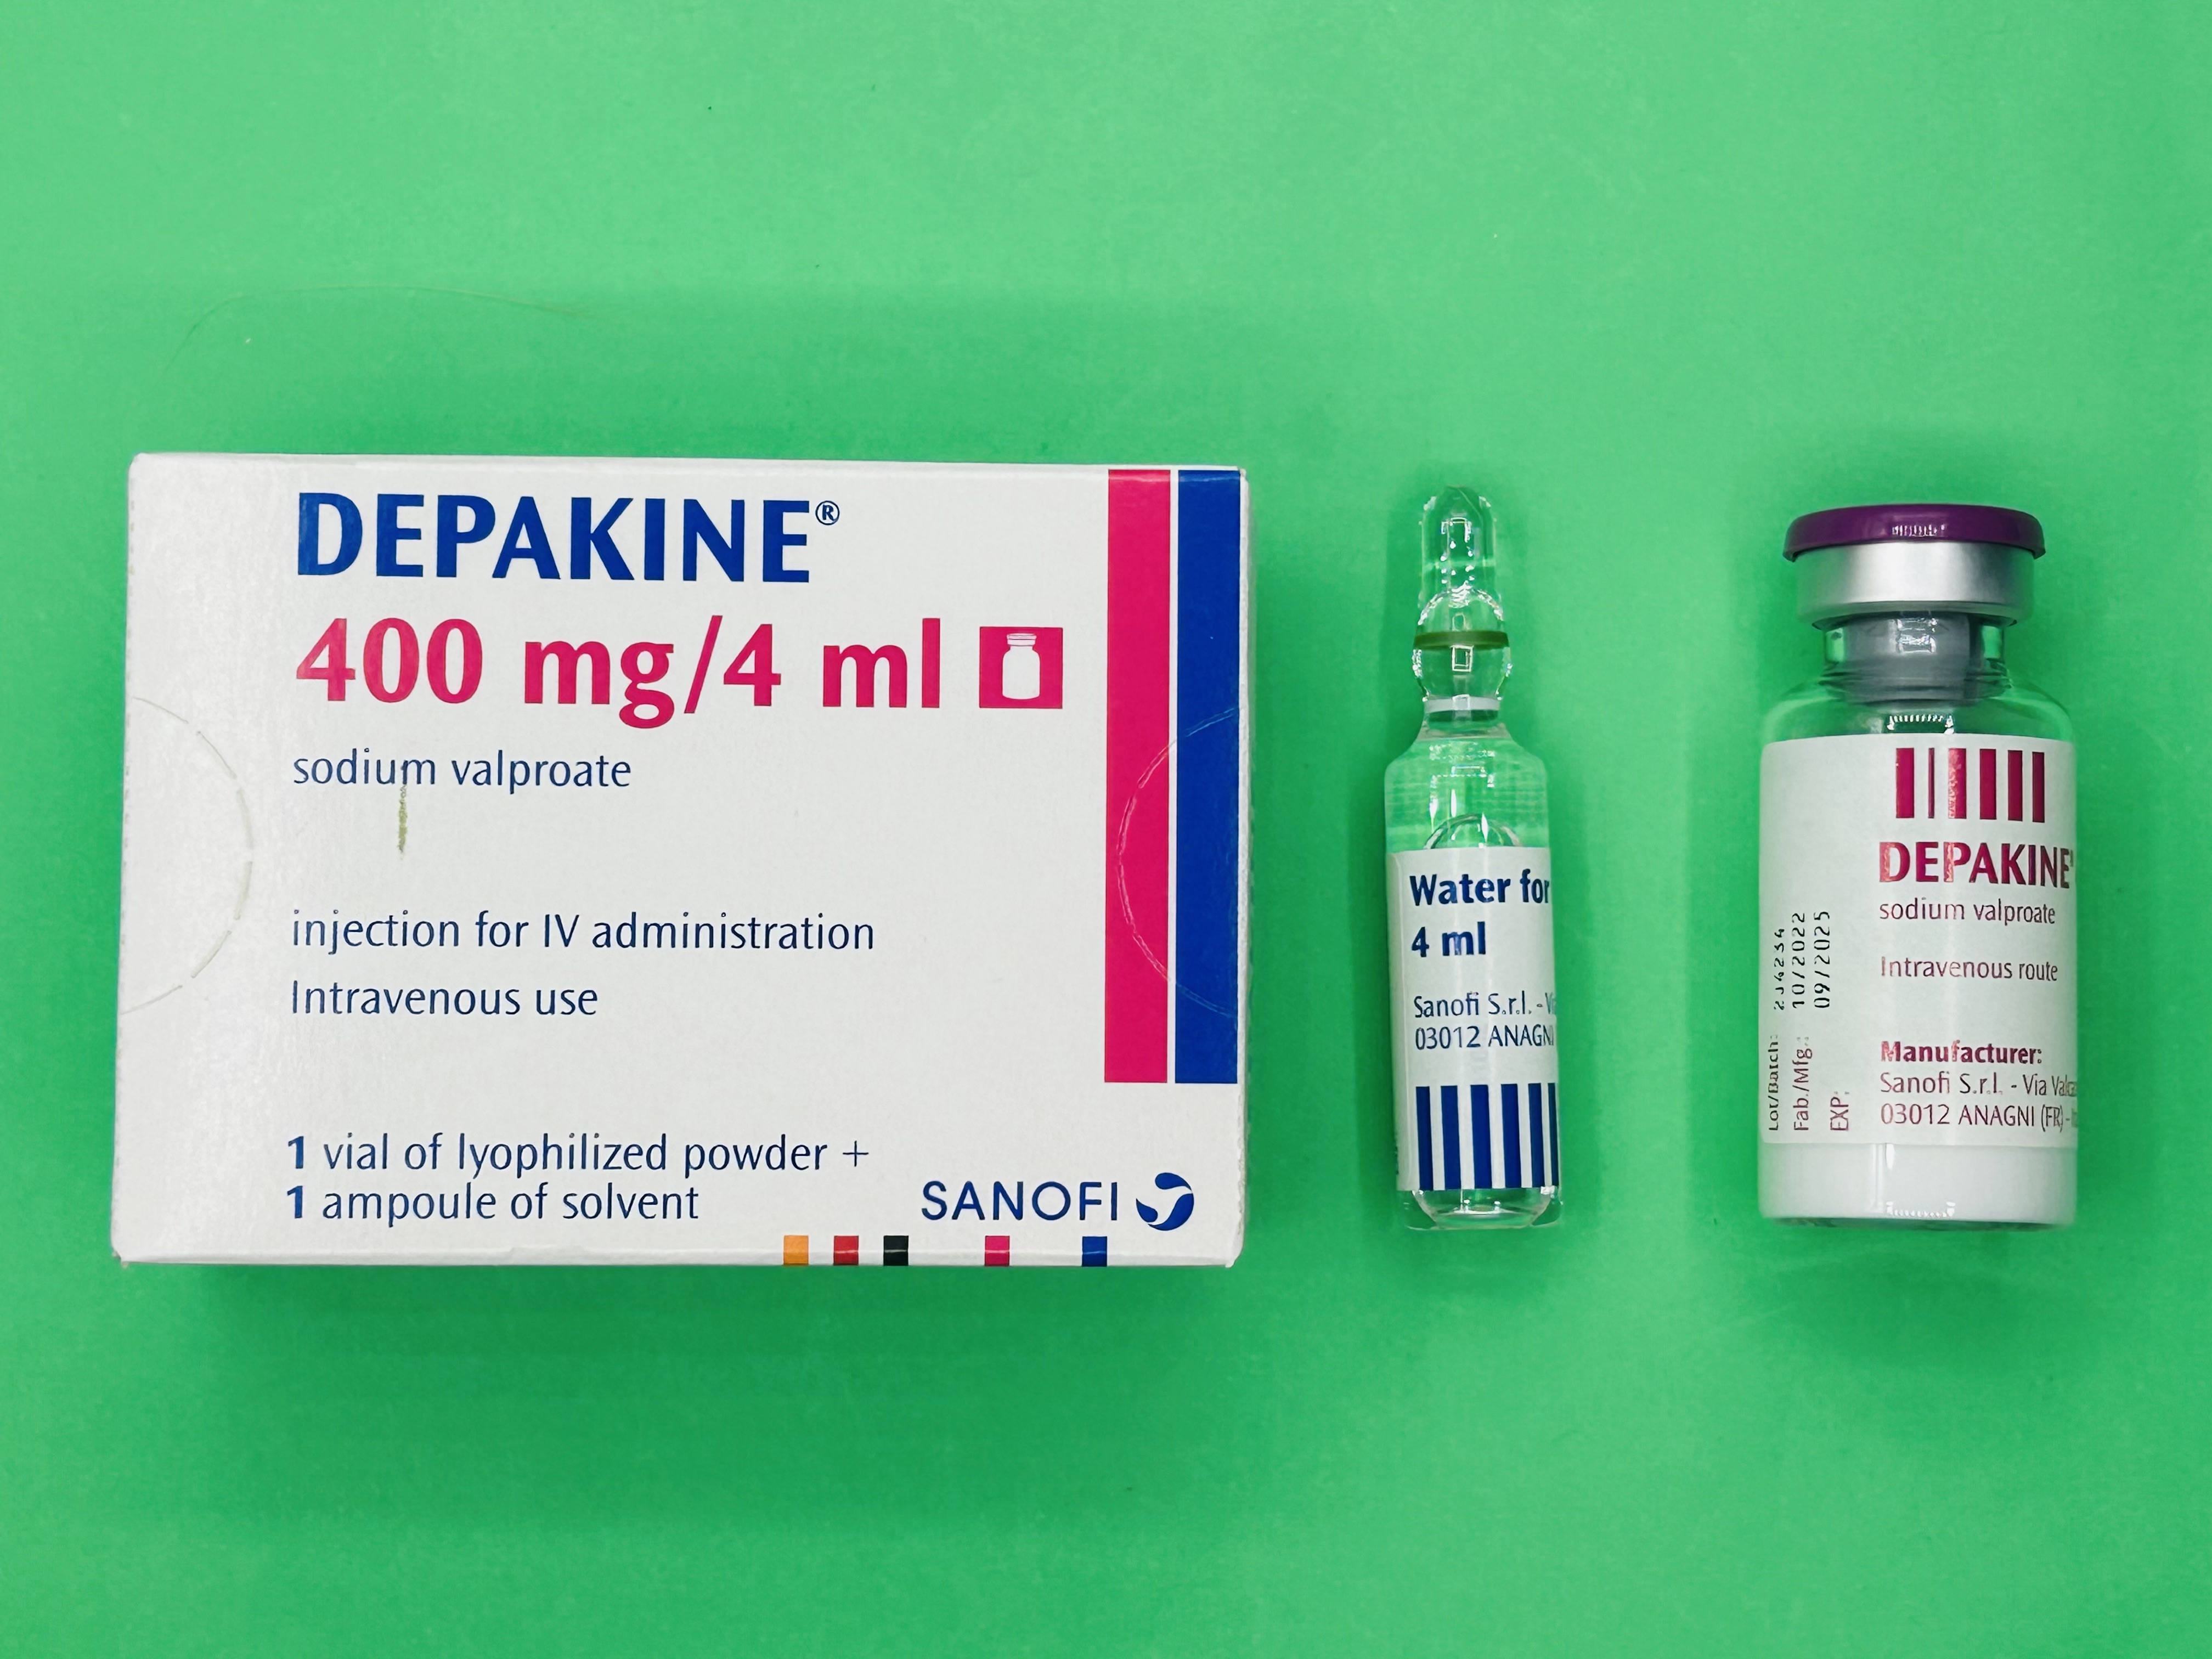 DEPAKINE®
400 mg/4 ml
sodium valproate
injection for IV administration
Intravenous use
1 vial of lyophilized powder +
1 ampoule of solvent
SANOFI
Water for
4 ml
Sanofi S.r.l. -
03012 ANAGNI
DEPAKINE®
sodium valproate
Intravenous route
Manufacturer:
Sanofi S.r.l. - Via
03012 ANAGNI (FR) -
Lot/Batch: 2J4234
Fab./Mfg.: 10/2022
EXP: 09/2025